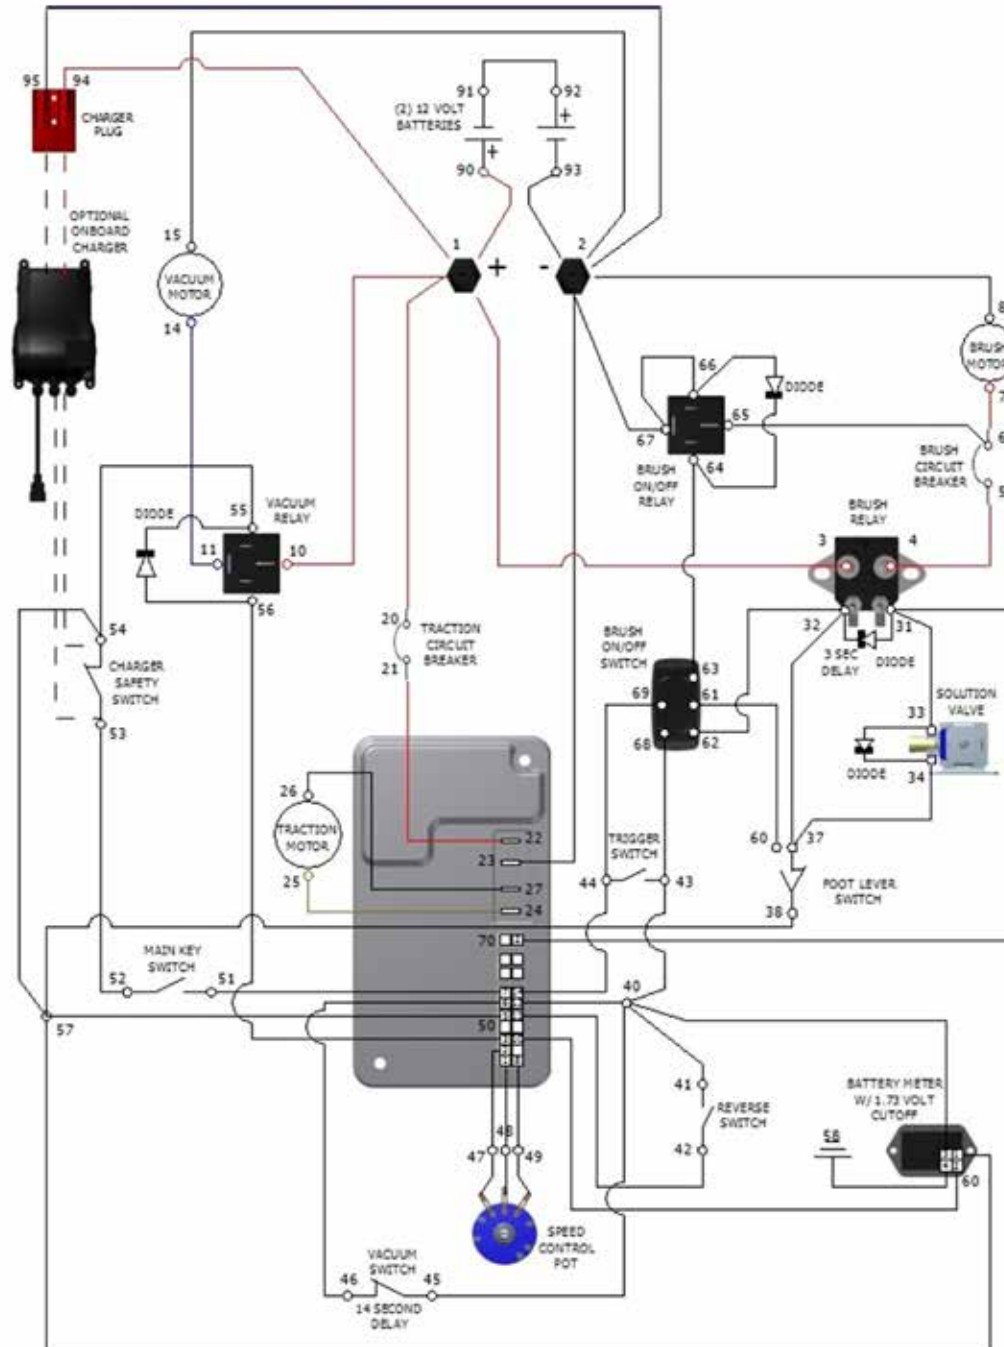 95
94
CHARGER
PLUG
91
92
(2) 12 VOLT
BATTERIES
+
+
90
93
OPTIONAL
ONBOARD
CHARGER
15
VACUUM
MOTOR
14
1
+
-
2
8
BRUSH
MOTOR
7
66
DIODE
65
67
64
BRUSH
ON/OFF
RELAY
6
BRUSH
CIRCUIT
BREAKER
5
BRUSH
RELAY
3
4
DIODE
55
VACUUM
RELAY
11
10
56
54
CHARGER
SAFETY
SWITCH
53
20
TRACTION
CIRCUIT
BREAKER
21
32
31
3 SEC
DELAY
DIODE
BRUSH
ON/OFF
SWITCH
63
69
61
68
62
SOLUTION
VALVE
33
DIODE
34
26
TRACTION
MOTOR
25
22
23
27
24
TRIGGER
SWITCH
44
43
60
37
FOOT LEVER
SWITCH
38
70
MAIN KEY
SWITCH
52
51
40
57
50
41
REVERSE
SWITCH
42
BATTERY METER
W/ 1.73 VOLT
CUTOFF
58
60
47
48
49
SPEED
CONTROL
POT
VACUUM
SWITCH
46
45
14 SECOND
DELAY